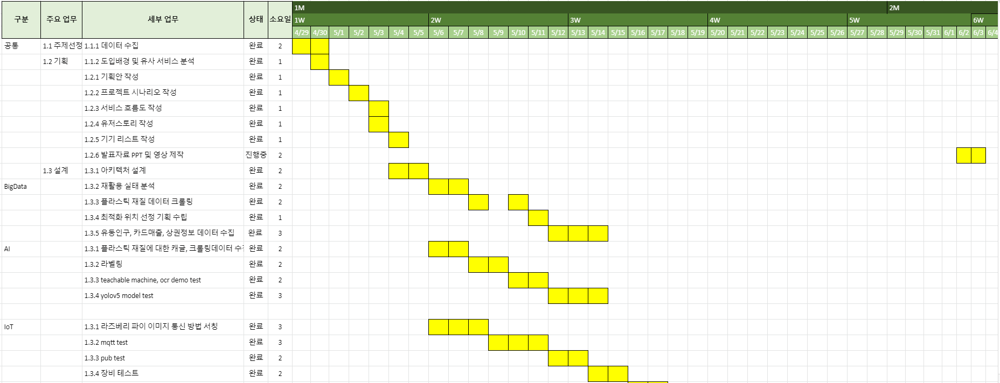 구분 주요 업무 세부 업무 상태 소요일
1M 2M
1W 2W 3W 4W 5W 6W
4/29 4/30 5/1 5/2 5/3 5/4 5/5 5/6 5/7 5/8 5/9 5/10 5/11 5/12 5/13 5/14 5/15 5/16 5/17 5/18 5/19 5/20 5/21 5/22 5/23 5/24 5/25 5/26 5/27 5/28 5/29 5/30 5/31 6/1 6/2 6/3 6/4
공통 1.1 주제선정 1.1.1 데이터 수집 완료 2
1.2 기획 1.1.2 도입배경 및 유사 서비스 분석 완료 1
1.2.1 기획안 작성 완료 1
1.2.2 프로젝트 시나리오 작성 완료 1
1.2.3 서비스 흐름도 작성 완료 1
1.2.4 유저스토리 작성 완료 1
1.2.5 기기 리스트 작성 완료 1
1.2.6 발표자료 PPT 및 영상 제작 진행중 2
1.3 설계 1.3.1 아키텍처 설계 완료 2
BigData 1.3.2 재활용 실태 분석 완료 2
1.3.3 플라스틱 재질 데이터 크롤링 완료 2
1.3.4 최적화 위치 선정 기획 수립 완료 1
1.3.5 유동인구, 카드매출, 상권정보 데이터 수집 완료 3
AI 1.3.1 플라스틱 재질에 대한 캐글, 크롤링데이터 완료 2
1.3.2 라벨링 완료 2
1.3.3 teachable machine, ocr demo test 완료 2
1.3.4 yolov5 model test 완료 3
IoT 1.3.1 라즈베리 파이 이미지 통신 방법 서칭 완료 3
1.3.2 mqtt test 완료 3
1.3.3 pub test 완료 2
1.3.4 장비 테스트 완료 2